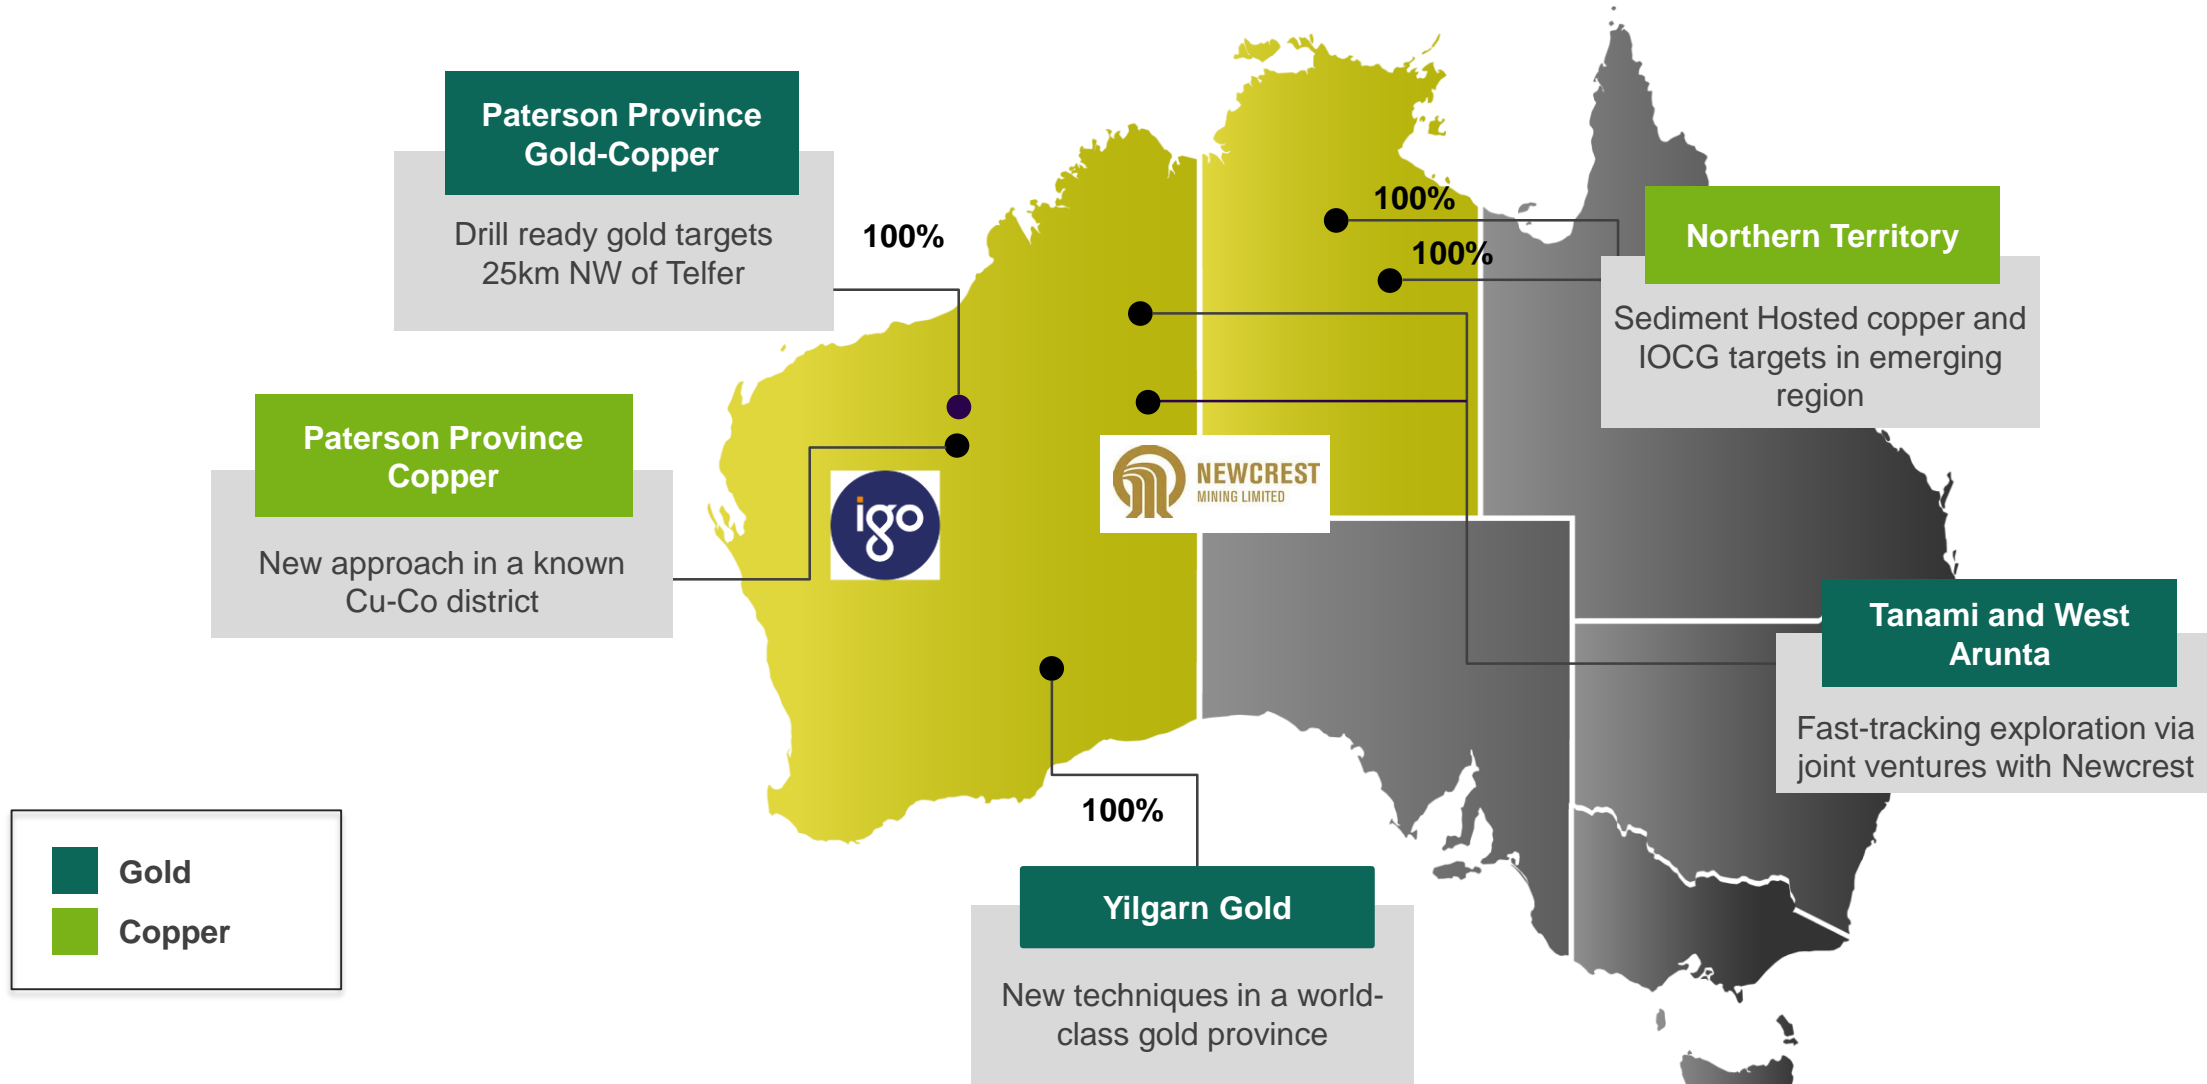 Paterson Province
Gold-Copper
Drill ready gold targets
25km NW of Telfer
100%
100%
100%
Northern Territory
Sediment Hosted copper and
IOCG targets in emerging
region
Paterson Province
Copper
New approach in a known
Cu-Co district
igo
NEWCREST
MINING LIMITED
Tanami and West
Arunta
Fast-tracking exploration via
joint ventures with Newcrest
100%
Yilgarn Gold
New techniques in a world-
class gold province
Gold
Copper